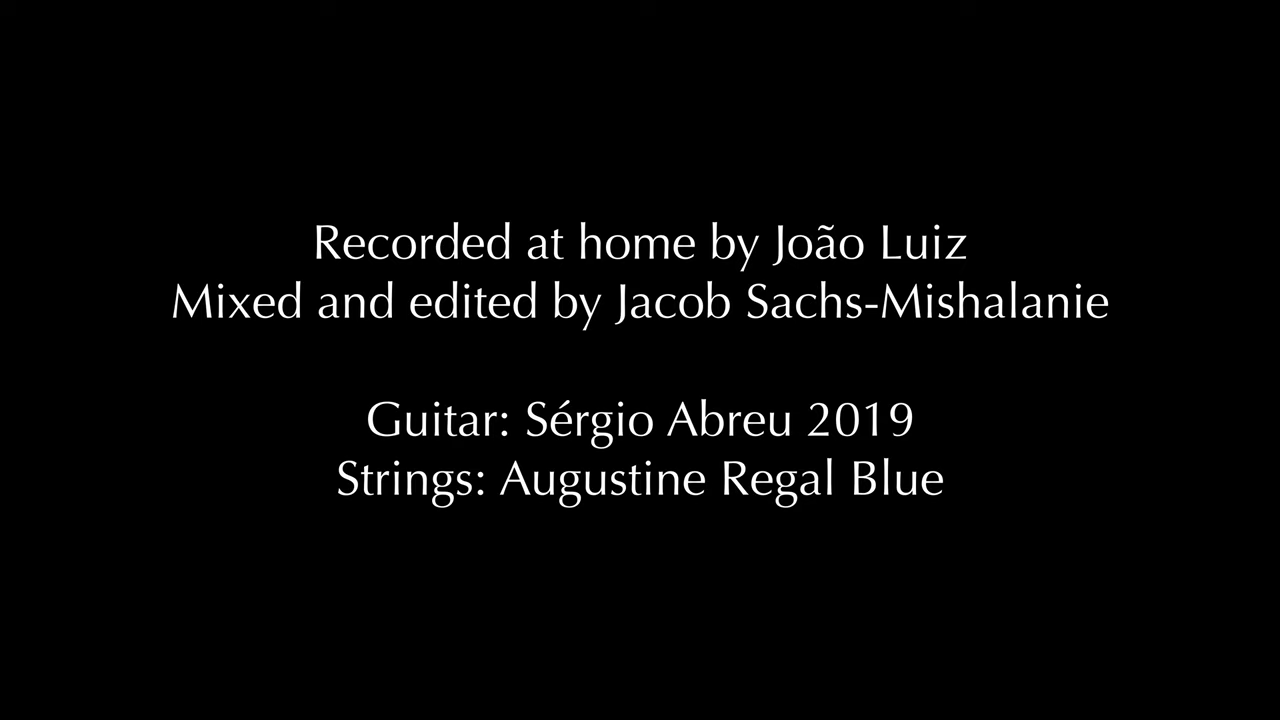 Recorded at home by João Luiz
Mixed and edited by Jacob Sachs-Mishalanie
Guitar: Sérgio Abreu 2019
Strings: Augustine Regal Blue